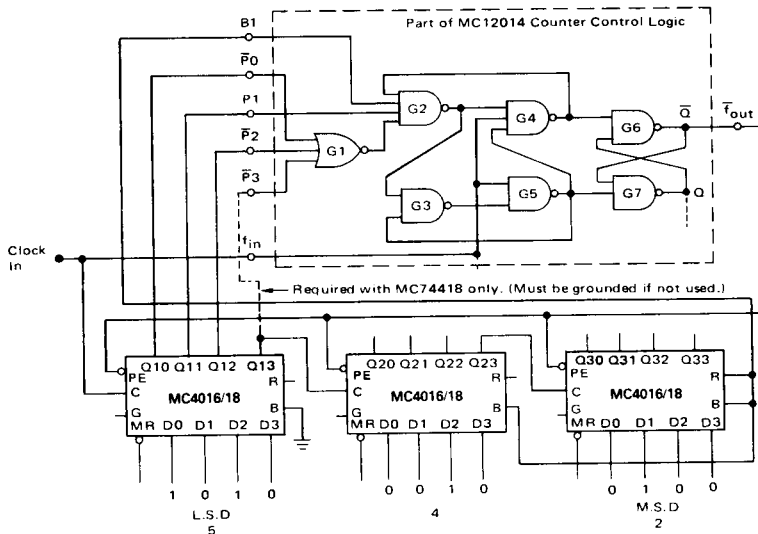 Part of MC12014 Counter Control Logic
B1
P0
P1
P2
P3
G1
G2
G3
G4
G5
G6
G7
Q
Q
fout
Clock
in
fin
Required with MC74418 only. (Must be grounded if not used.)
Q10 Q11 Q12 Q13
PE
R
C
MC4016/18
G
B
MR D0 D1 D2 D3
1 0 1 0
L.S.D
5
Q20 Q21 Q22 Q23
PE
R
C
MC4016/18
G
B
MR D0 D1 D2 D3
0 0 1 0
4
Q30 Q31 Q32 Q33
PE
R
C
MC4016/18
G
B
MR D0 D1 D2 D3
0 1 0 0
M.S.D
2